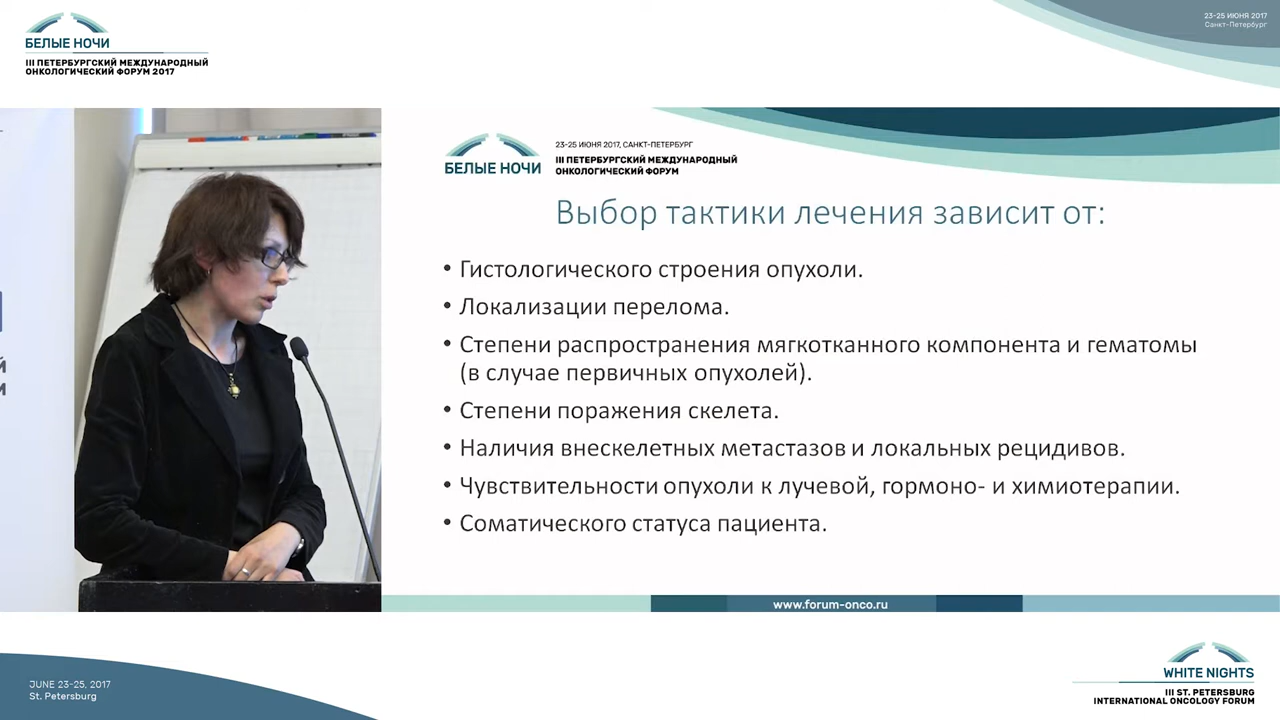 БЕЛЫЕ НОЧИ
III ПЕТЕРБУРГСКИЙ МЕЖДУНАРОДНЫЙ
ОНКОЛОГИЧЕСКИЙ ФОРУМ 2017
23-25 ИЮНЯ 2017
Санкт-Петербург
БЕЛЫЕ НОЧИ
23-25 ИЮНЯ 2017, САНКТ-ПЕТЕРБУРГ
III ПЕТЕРБУРГСКИЙ МЕЖДУНАРОДНЫЙ
ОНКОЛОГИЧЕСКИЙ ФОРУМ
Выбор тактики лечения зависит от:
• Гистологического строения опухоли.
• Локализации перелома.
• Степени распространения мягкотканного компонента и гематомы
(в случае первичных опухолей).
• Степени поражения скелета.
• Наличия внескелетных метастазов и локальных рецидивов.
• Чувствительности опухоли к лучевой, гормоно- и химиотерапии.
• Соматического статуса пациента.
www.forum-onco.ru
JUNE 23-25, 2017
St. Petersburg
WHITE NIGHTS
III ST. PETERSBURG
INTERNATIONAL ONCOLOGY FORUM